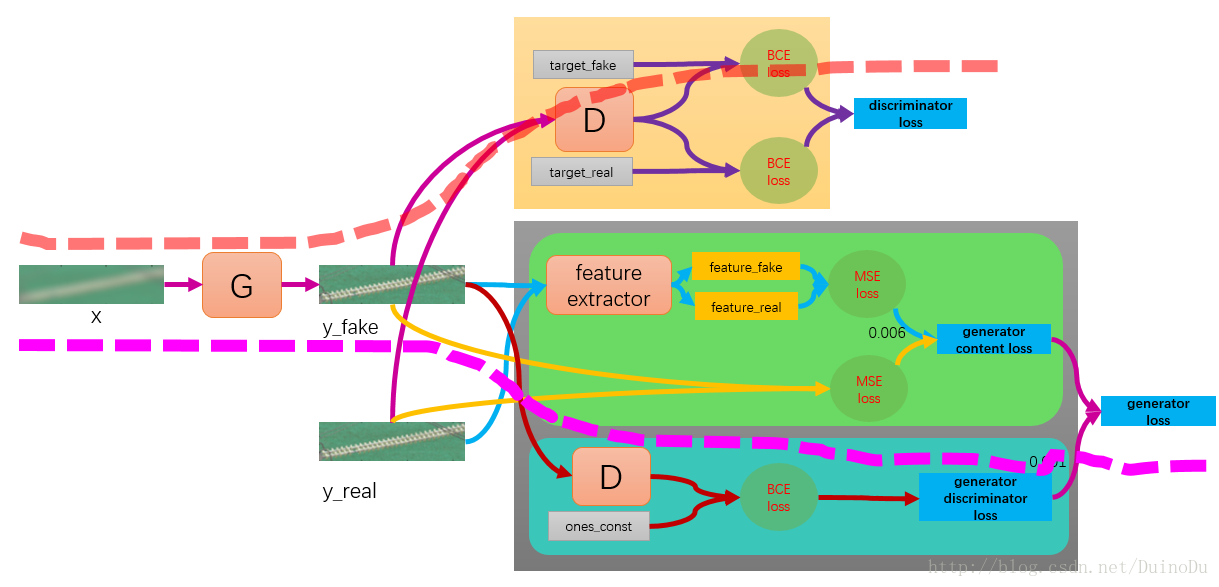 target_fake
BCE
loss
D
discriminator
loss
target_real
BCE
loss
x
G
y_fake
y_real
feature
extractor
feature_fake
feature_real
MSE
loss
0.006
generator
content loss
MSE
loss
generator
loss
D
ones_const
BCE
loss
0.001
generator
discriminator
loss
http://blog.csdn.net/DuinoDu